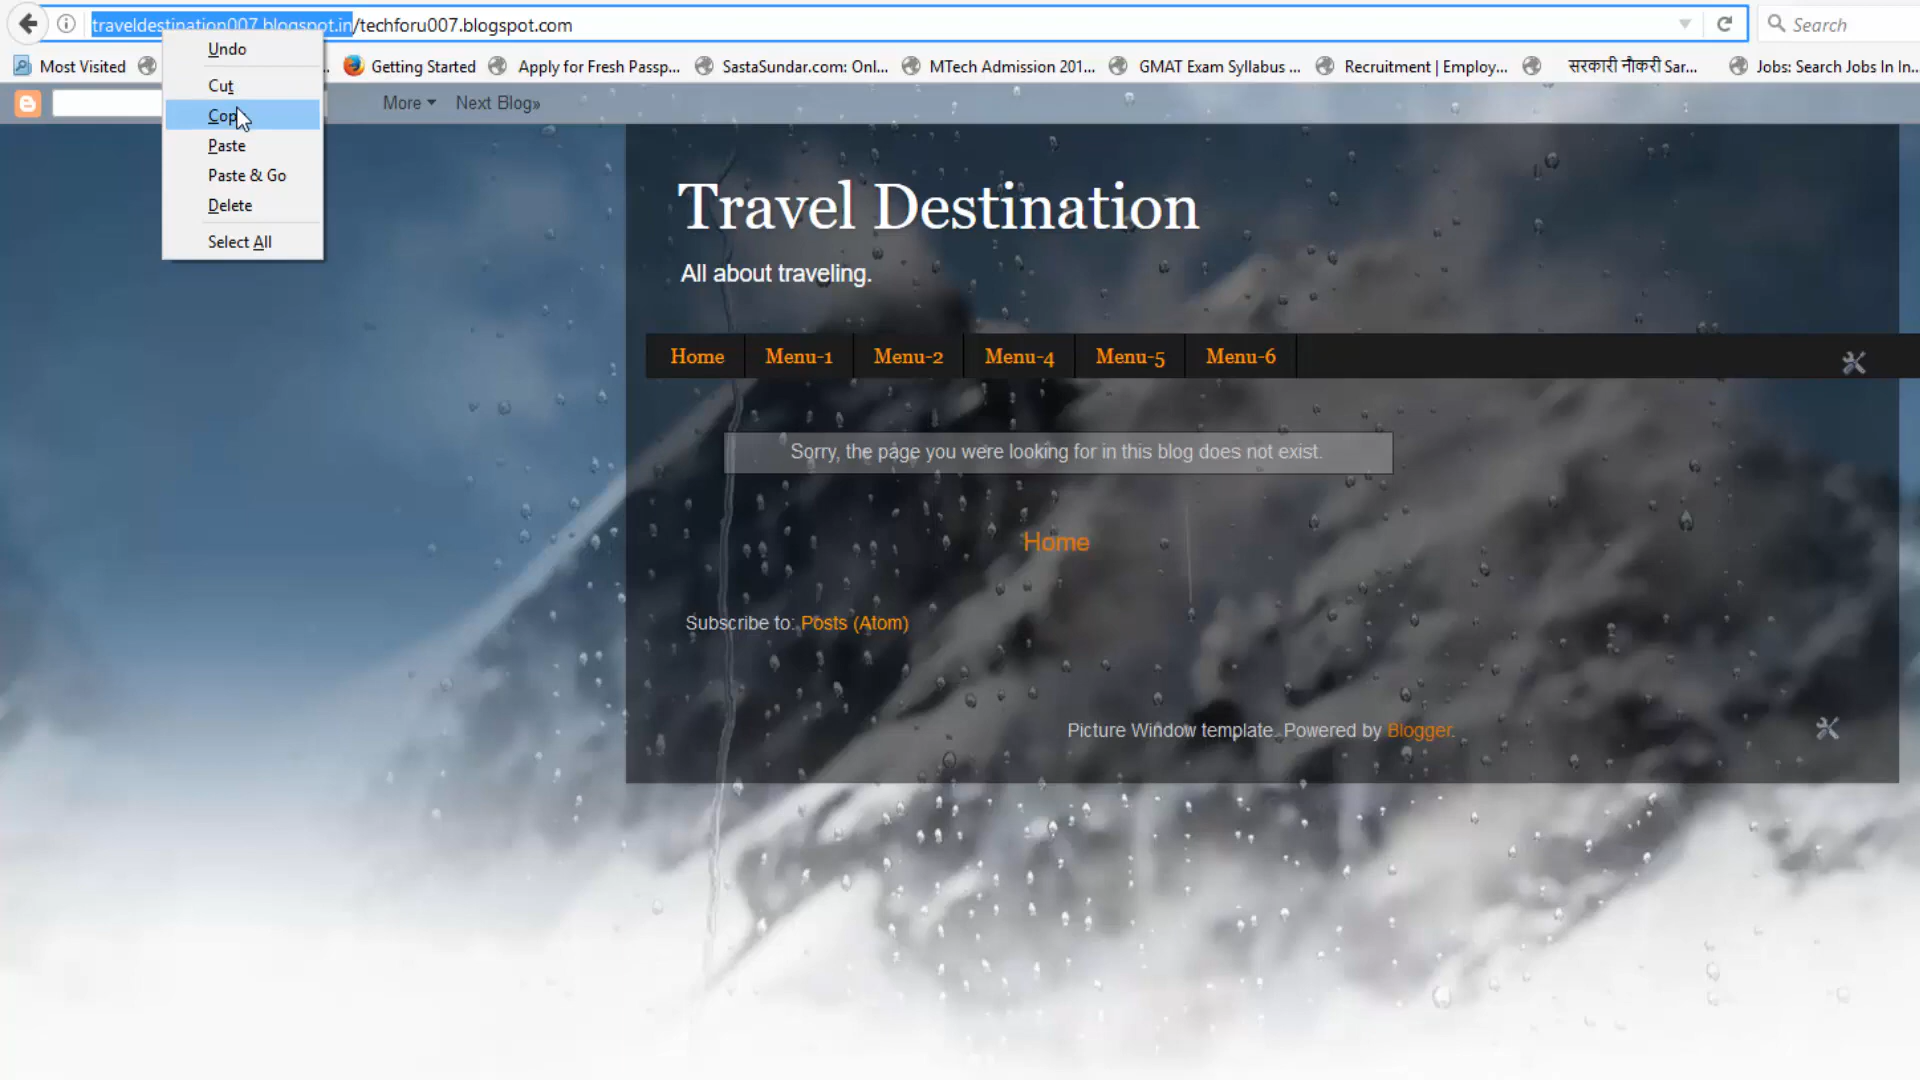 traveldestination007.blogspot.in/techforu007.blogspot.com
Search
Most Visited
Getting Started
Apply for Fresh Passp...
SastaSundar.com: Onl...
MTech Admission 201...
GMAT Exam Syllabus ...
Recruitment | Employ...
सरकारी नौकरी Sar...
Jobs: Search Jobs In In...
More
Next Blog»
Undo
Cut
Copy
Paste
Paste & Go
Delete
Select All
Travel Destination
All about traveling.
Home Menu-1 Menu-2 Menu-4 Menu-5 Menu-6
Sorry, the page you were looking for in this blog does not exist.
Home
Subscribe to: Posts (Atom)
Picture Window template. Powered by Blogger.